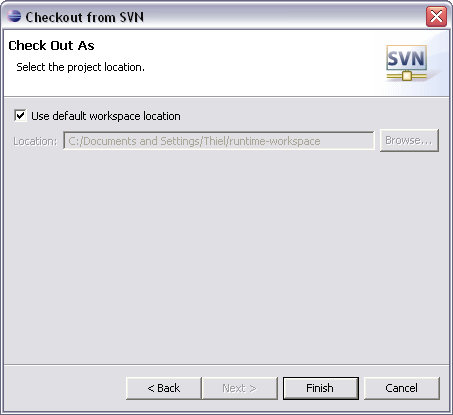 Checkout from SVN
Check Out As
Select the project location.
SVN
Use default workspace location
Location: C:/Documents and Settings/Thiel/runtime-workspace Browse...
< Back Next > Finish Cancel